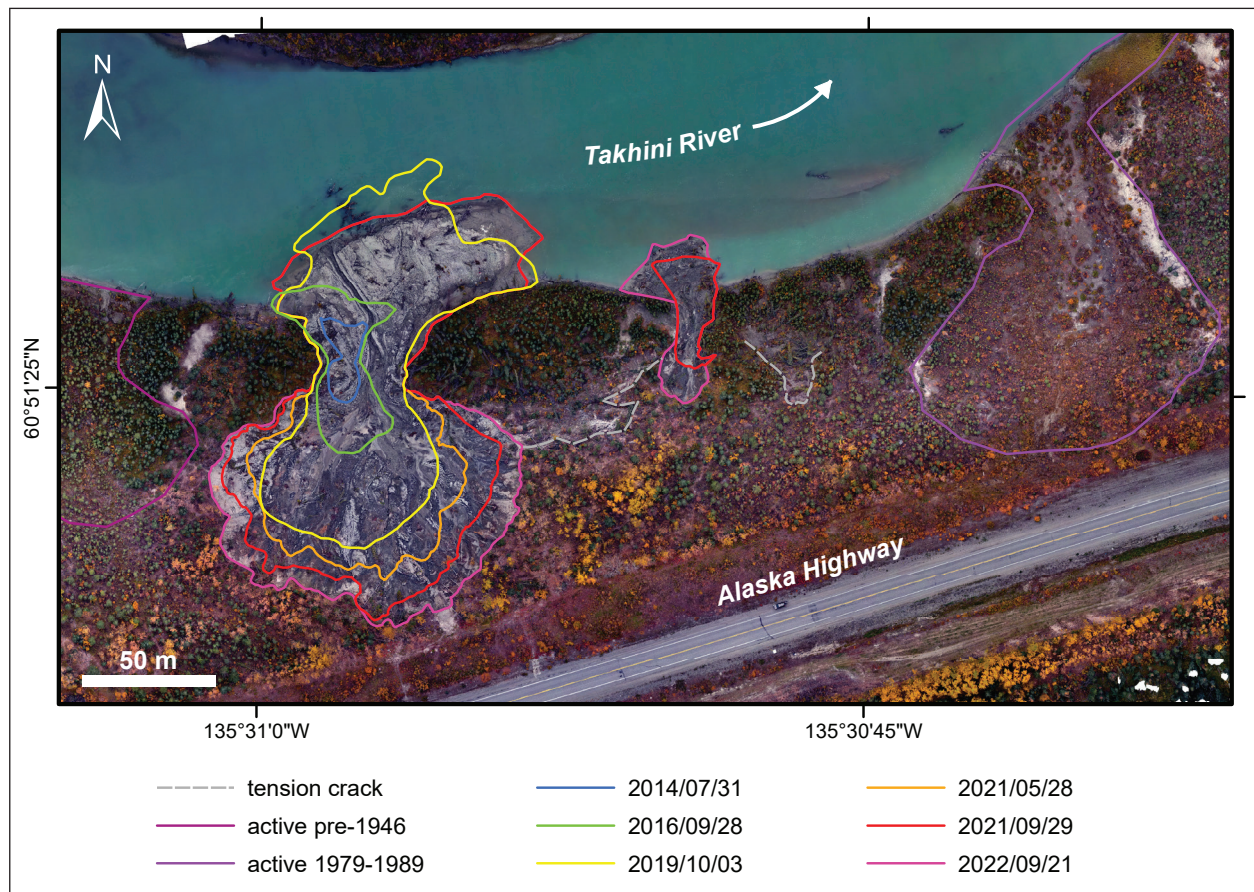 N
Takhini River
60°51'25"N
Alaska Highway
50 m
135°31'0"W
135°30'45"W
tension crack
active pre-1946
active 1979-1989
2014/07/31
2016/09/28
2019/10/03
2021/05/28
2021/09/29
2022/09/21